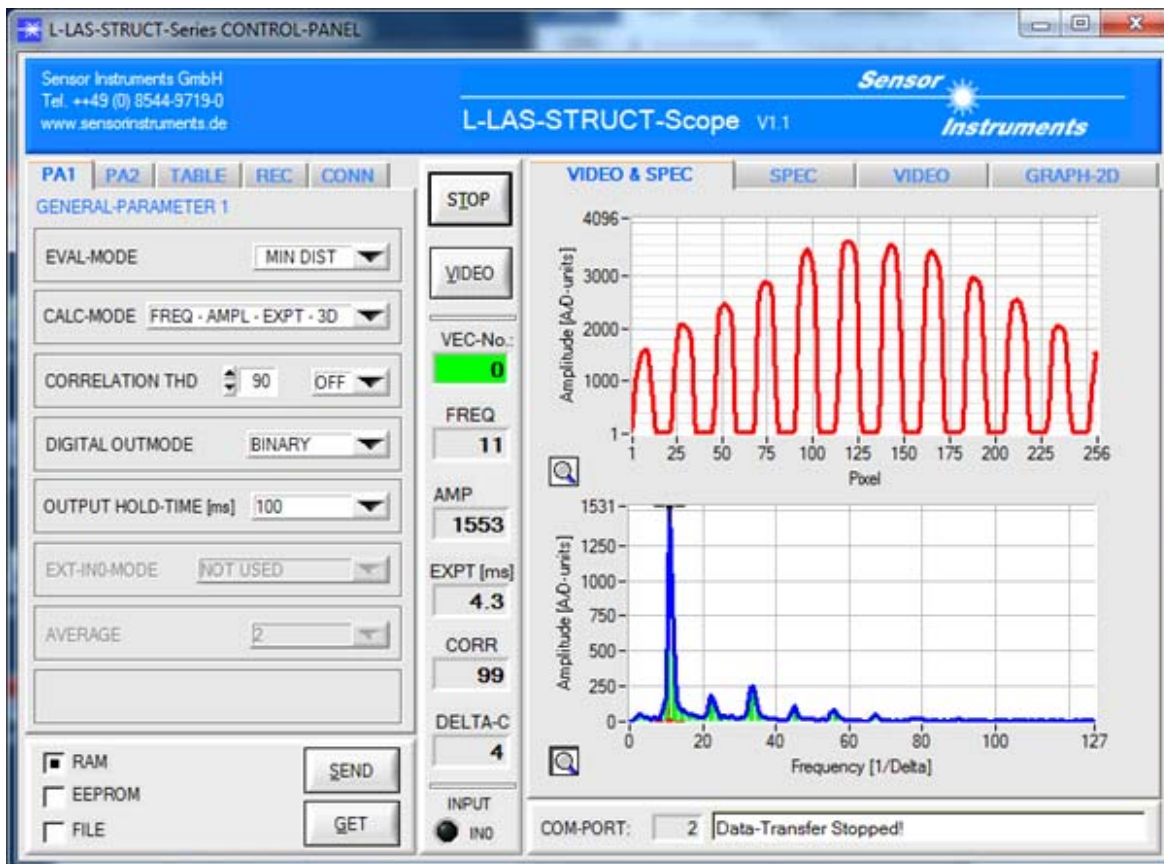 L-LAS-STRUCT-Series CONTROL-PANEL
Sensor Instruments GmbH
Tel. ++49 (0) 8544-9719-0
www.sensorinstruments.de
L-LAS-STRUCT-Scope V1.1
Sensor
Instruments
PA1 PA2 TABLE REC CONN
GENERAL-PARAMETER 1
EVAL-MODE MIN DIST
CALC-MODE FREQ - AMPL - EXPT - 3D
CORRELATION THD 90 OFF
DIGITAL OUTMODE BINARY
OUTPUT HOLD-TIME [ms] 100
EXT-IN0-MODE NOT USED
AVERAGE 2
RAM
EEPROM
FILE
SEND
GET
STOP
VIDEO
VEC-No.:
0
FREQ
11
AMP
1553
EXPT [ms]
4.3
CORR
99
DELTA-C
4
INPUT
IN0
VIDEO & SPEC SPEC VIDEO GRAPH-2D
Amplitude [A/D-units]
4096
3000
2000
1000
1
1 25 50 75 100 125 150 175 200 225 256
Pixel
Amplitude [A/D-units]
1531
1250
1000
750
500
250
0
0 20 40 60 80 100 127
Frequency [1/Delta]
COM-PORT: 2 Data-Transfer Stopped!